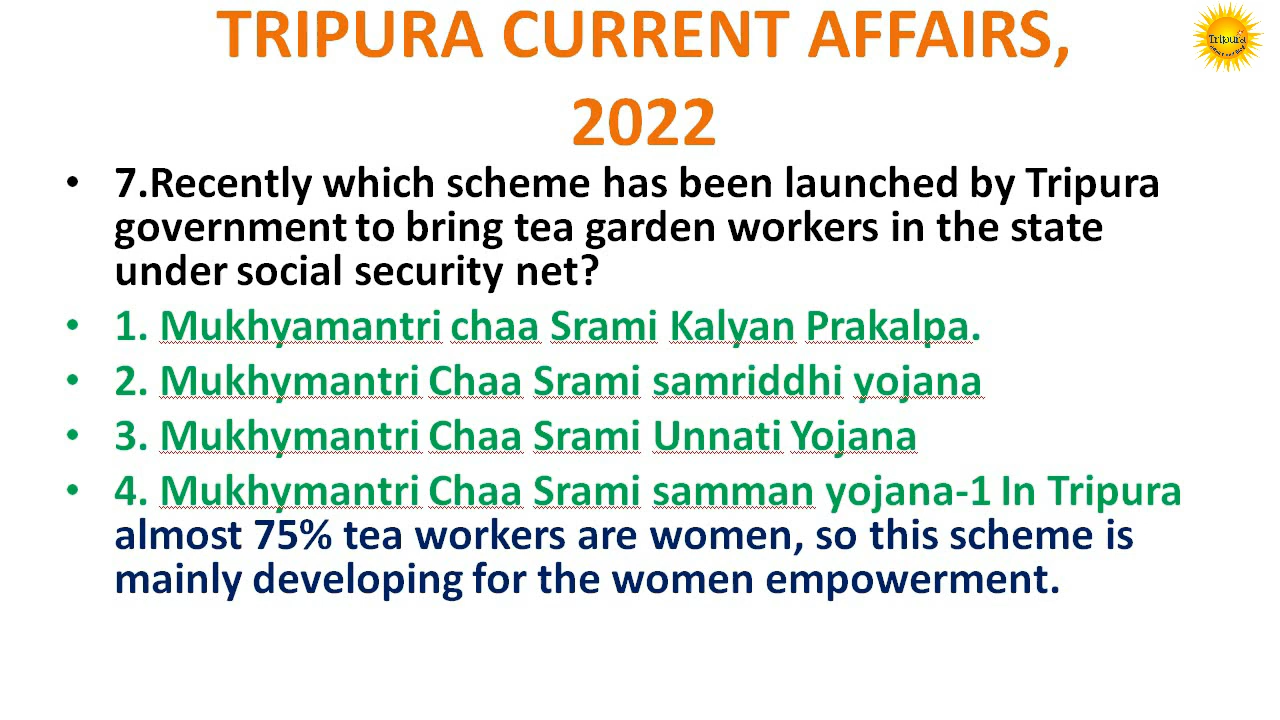 TRIPURA CURRENT AFFAIRS,
2022
Tripura
• 7.Recently which scheme has been launched by Tripura
government to bring tea garden workers in the state
under social security net?
• 1. Mukhyamantri chaa Srami Kalyan Prakalpa.
• 2. Mukhymantri Chaa Srami samriddhi yojana
• 3. Mukhymantri Chaa Srami Unnati Yojana
• 4. Mukhymantri Chaa Srami samman yojana-1 In Tripura
almost 75% tea workers are women, so this scheme is
mainly developing for the women empowerment.